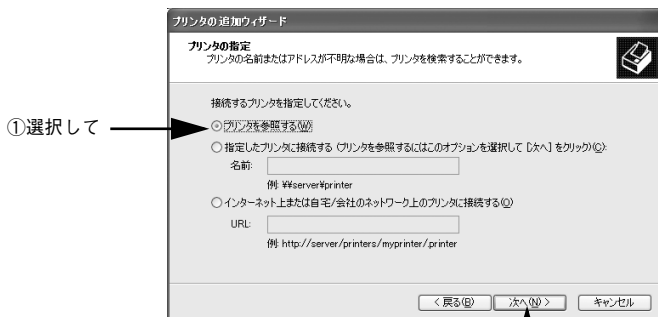 プリンタの追加ウィザード
プリンタの指定
プリンタの名前またはアドレスが不明な場合は、プリンタを検索することができます。
接続するプリンタを指定してください。
①選択して
プリンタを参照する(W)
指定したプリンタに接続する (プリンタを参照するにはこのオプションを選択して [次へ] をクリック)(C):
名前:
例: ¥¥server¥printer
インターネット上または自宅/会社のネットワーク上のプリンタに接続する(O)
URL:
例: http://server/printers/myprinter/.printer
< 戻る(B) 次へ(N) > キャンセル